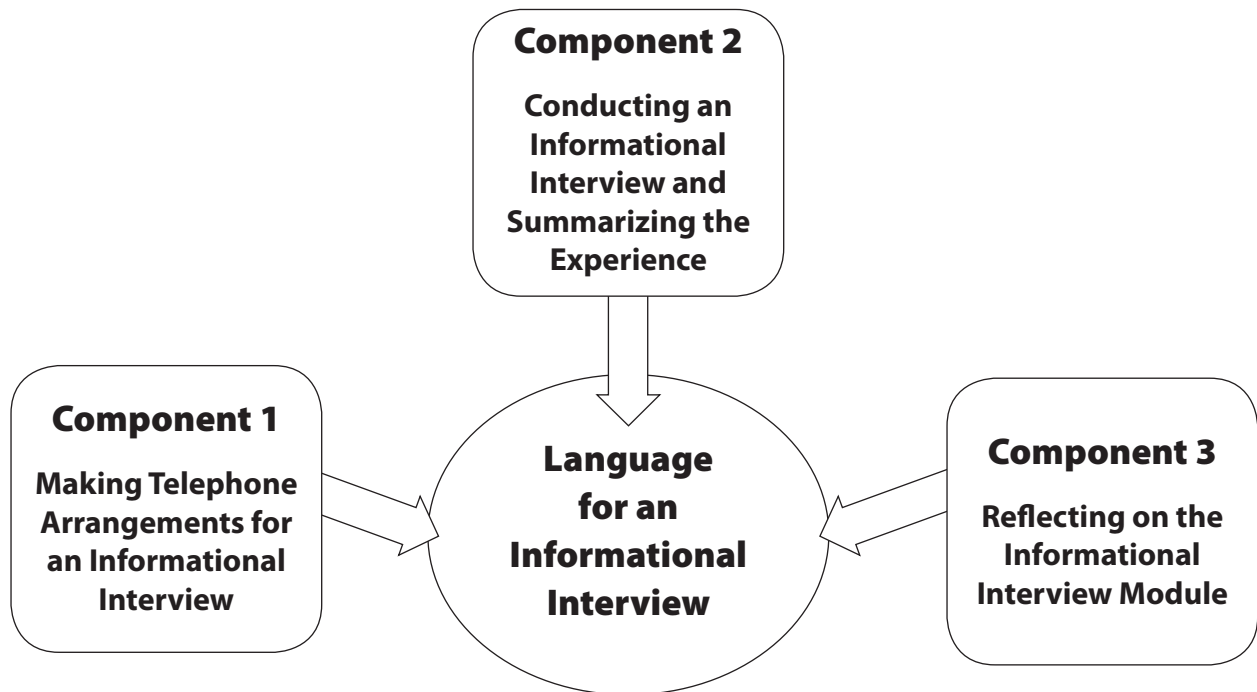 Component 2
Conducting an
Informational
Interview and
Summarizing the
Experience
Component 1
Making Telephone
Arrangements for
an Informational
Interview
Language
for an
Informational
Interview
Component 3
Reflecting on the
Informational
Interview Module